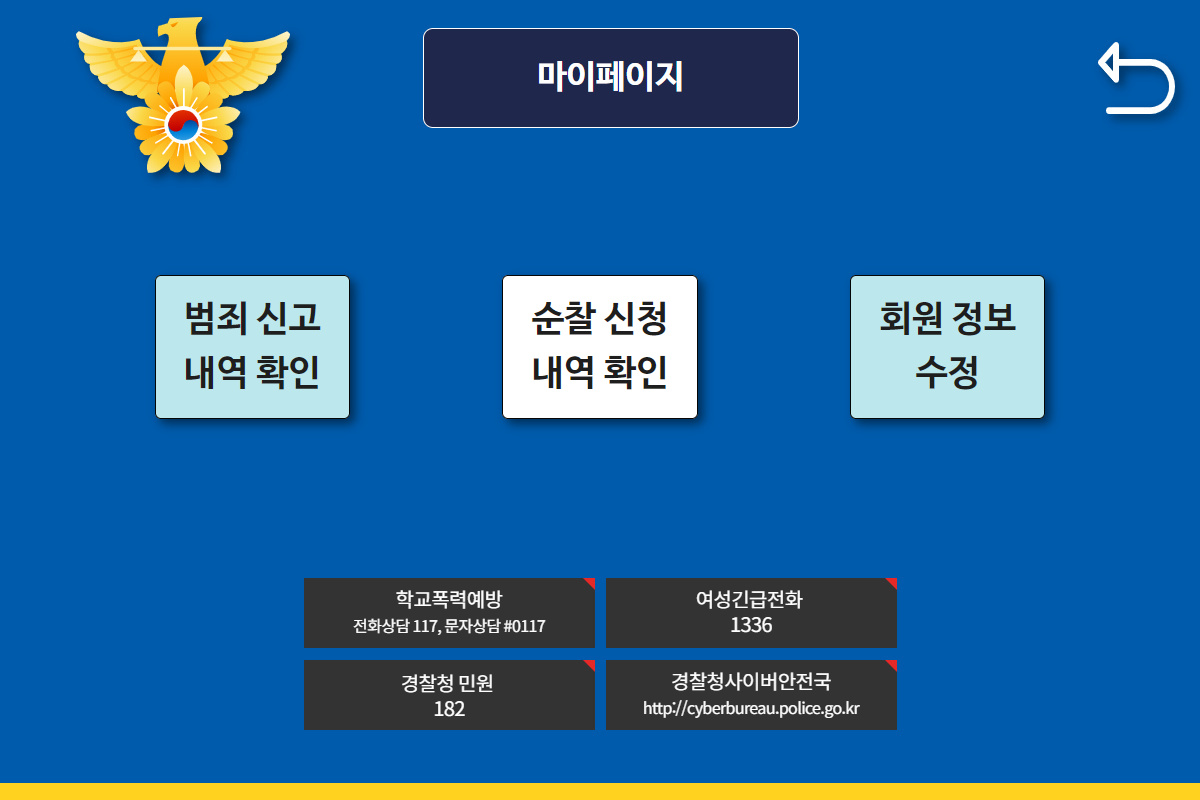 마이페이지
범죄 신고
내역 확인
순찰 신청
내역 확인
회원 정보
수정
학교폭력예방
전화상담 117, 문자상담 #0117
여성긴급전화
1336
경찰청 민원
182
경찰청사이버안전국
http://cyberbureau.police.go.kr